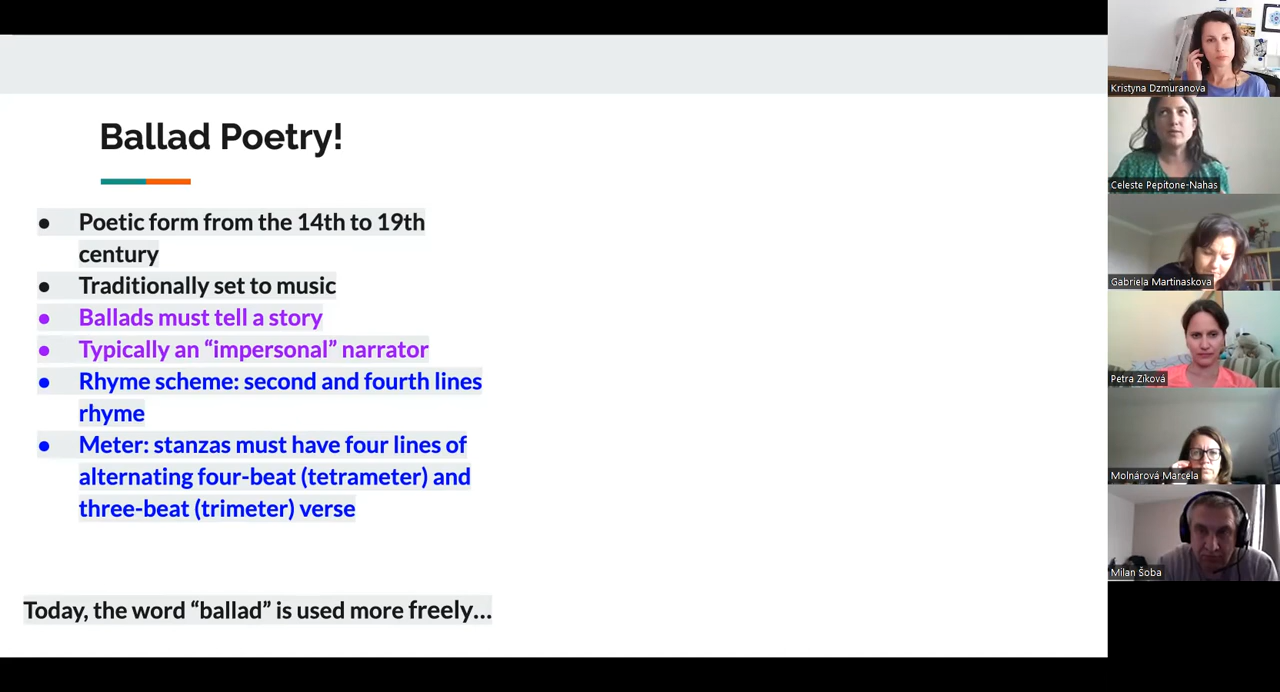 Ballad Poetry!
● Poetic form from the 14th to 19th
century
● Traditionally set to music
● Ballads must tell a story
● Typically an “impersonal” narrator
● Rhyme scheme: second and fourth lines
rhyme
● Meter: stanzas must have four lines of
alternating four-beat (tetrameter) and
three-beat (trimeter) verse
Today, the word “ballad” is used more freely...
Kristyna Dzmuranova
Celeste Pepitone-Nahas
Gabriela Martinaskova
Petra Zíková
Molnárová Marcela
Milan Šoba